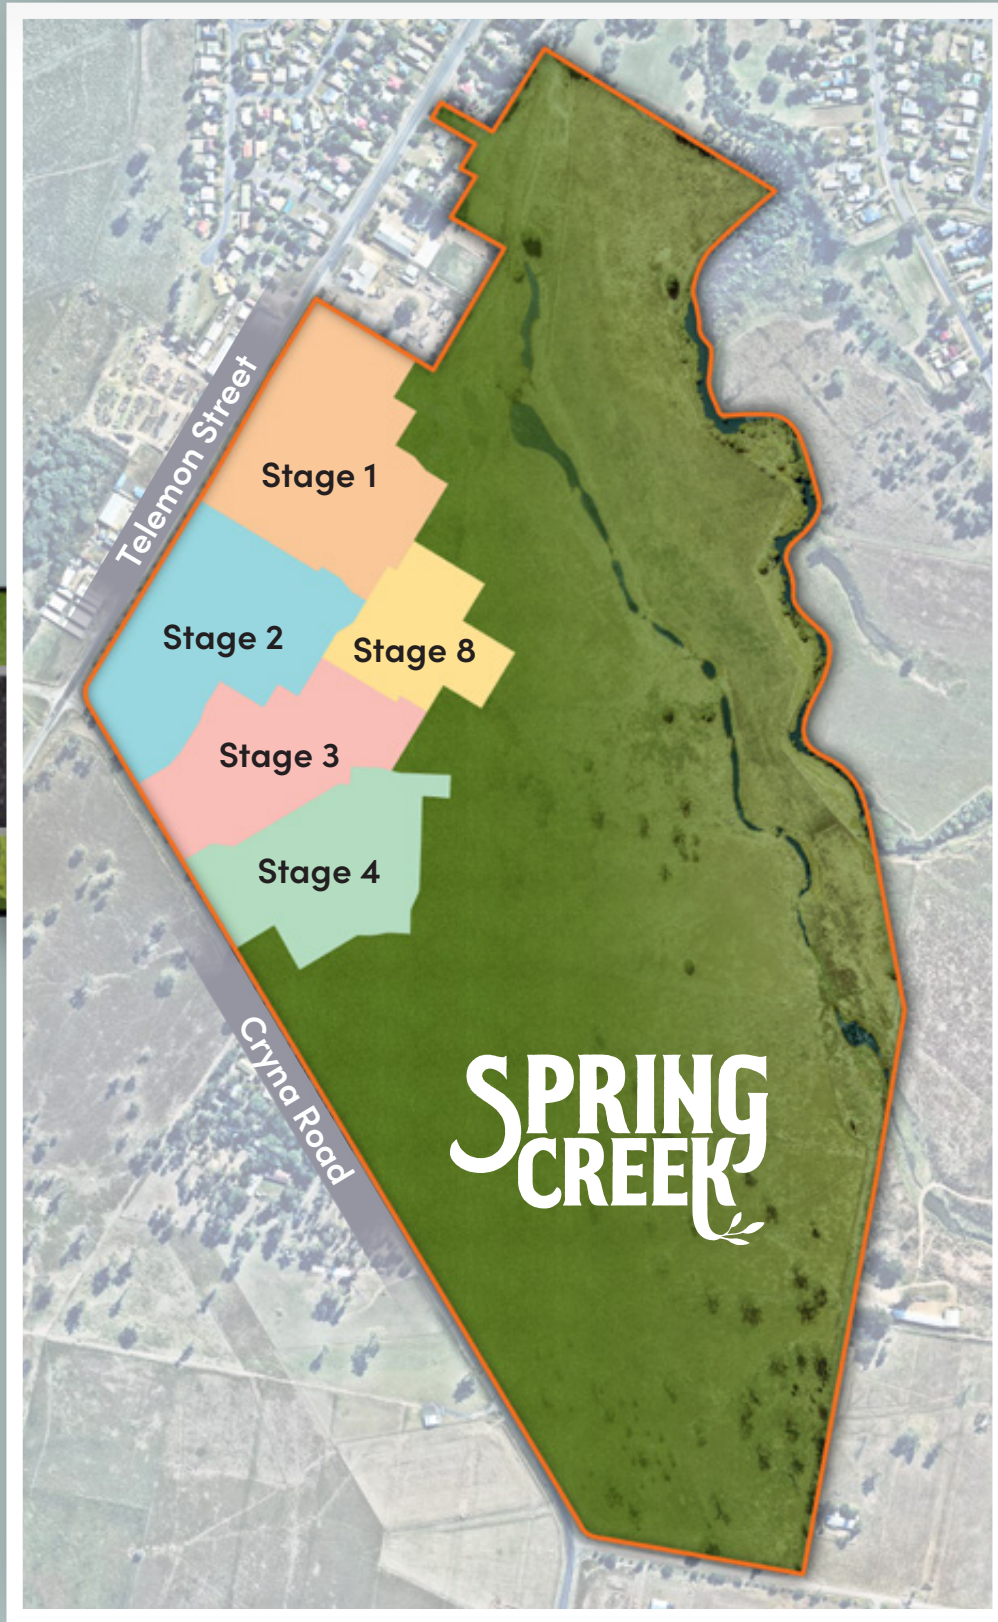 Telemon Street
Stage 1
Stage 2
Stage 8
Stage 3
Stage 4
Cryna Road
SPRING
CREEK